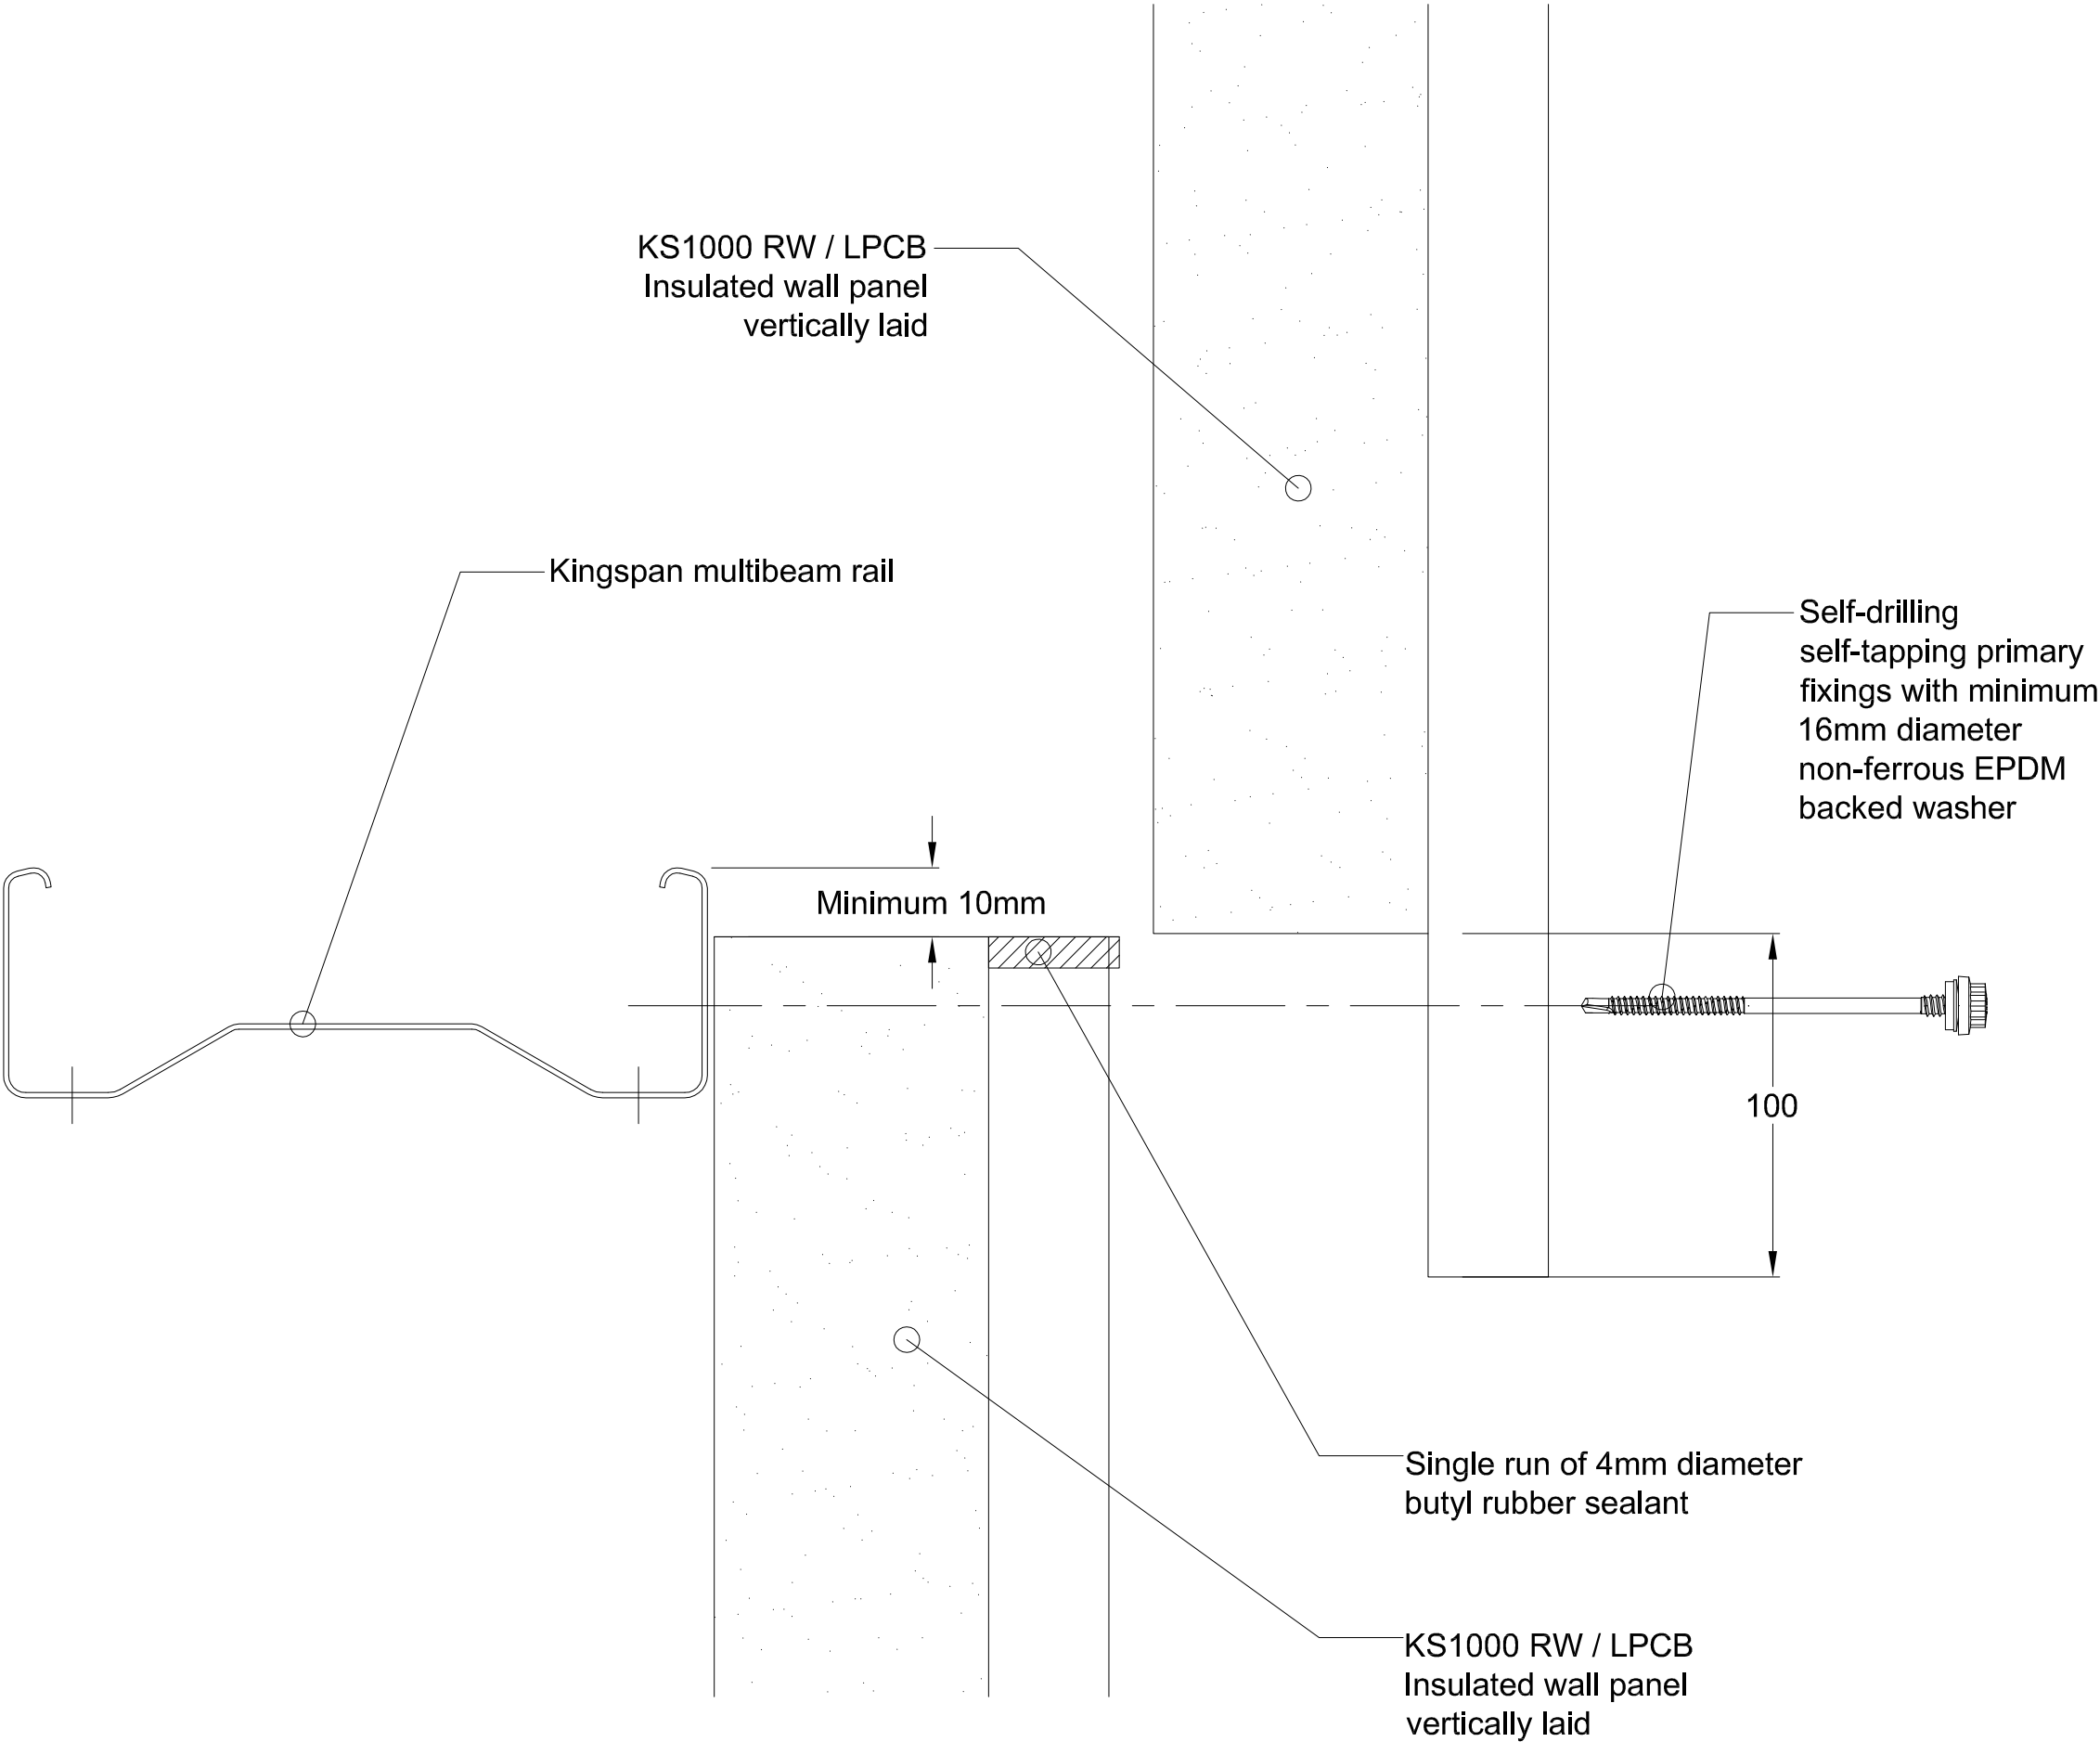 KS1000 RW / LPCB
Insulated wall panel
vertically laid
Kingspan multibeam rail
Self-drilling
self-tapping primary
fixings with minimum
16mm diameter
non-ferrous EPDM
backed washer
Minimum 10mm
100
Single run of 4mm diameter
butyl rubber sealant
KS1000 RW / LPCB
Insulated wall panel
vertically laid